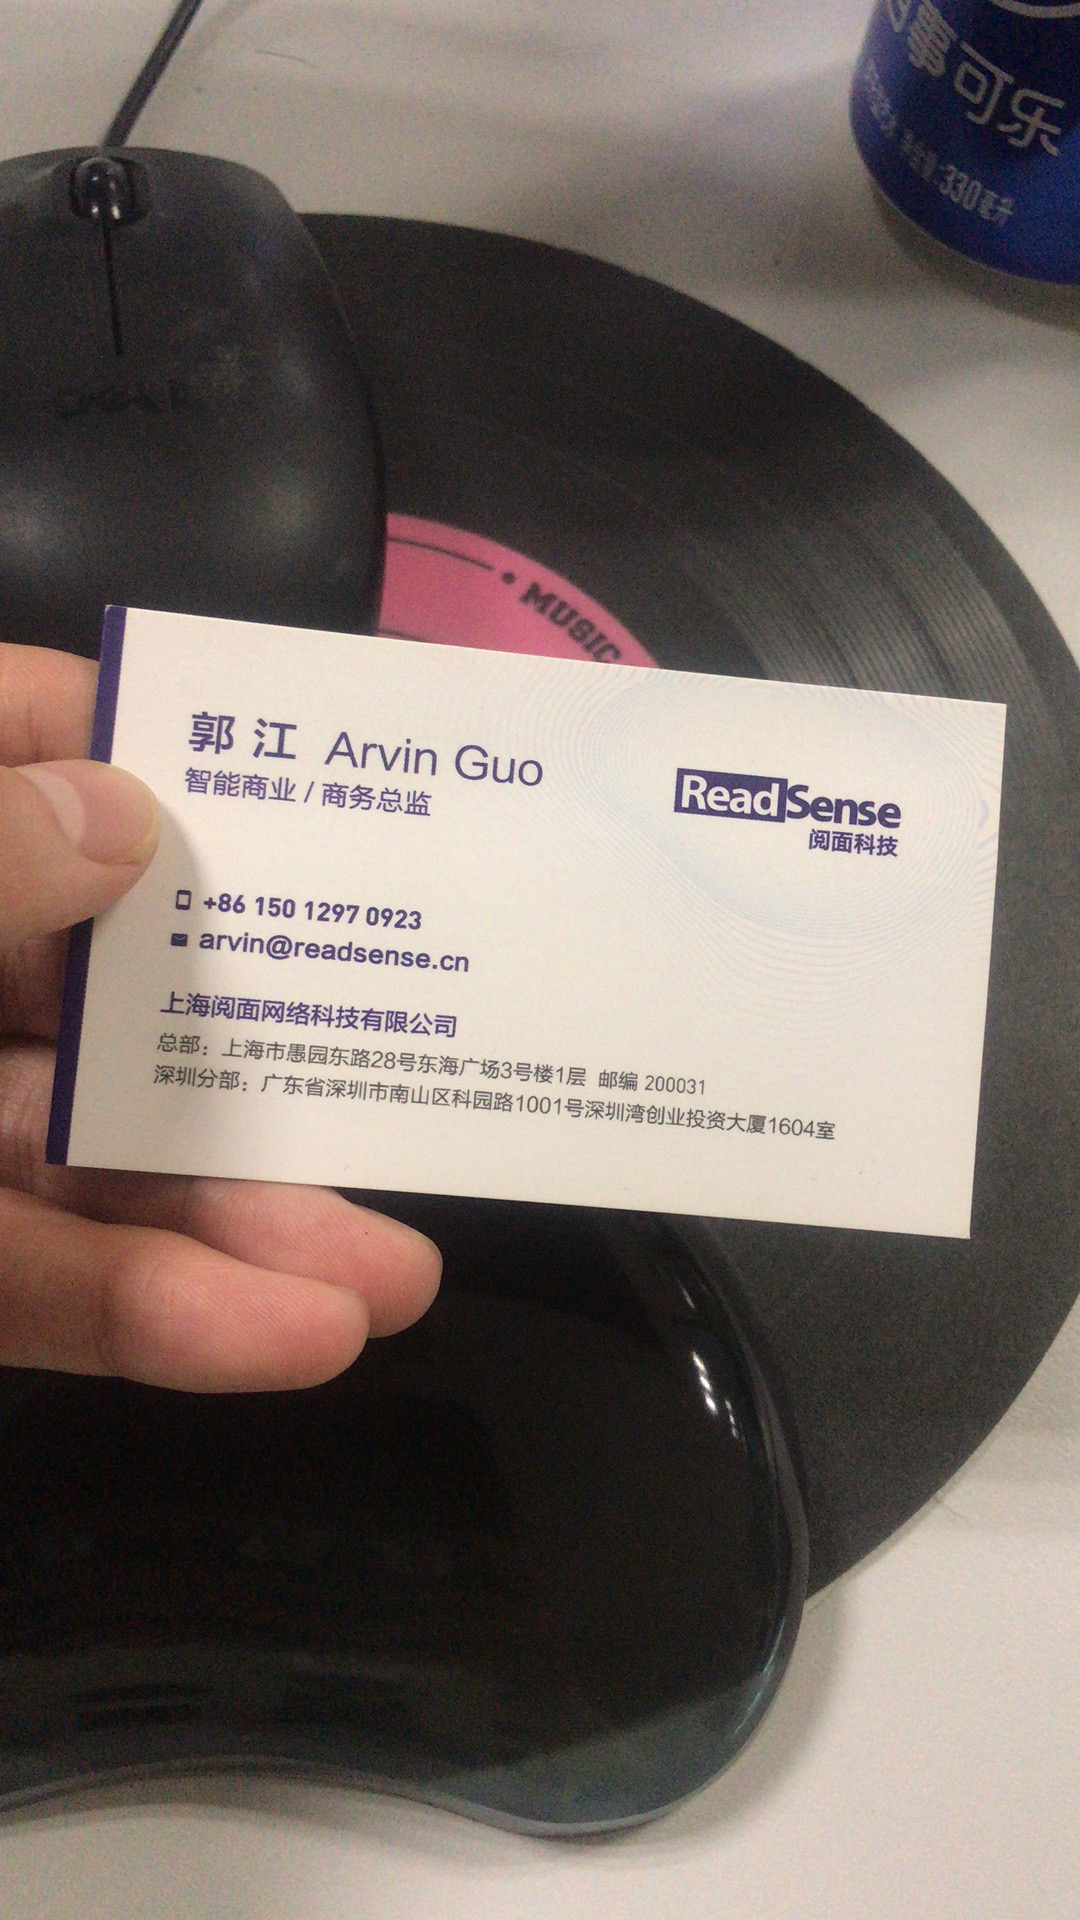 事可乐
330毫升
DELL
• MUSIC
郭 江 Arvin Guo
智能商业 / 商务总监
ReadSense
阅面科技
+86 150 1297 0923
arvin@readsense.cn
上海阅面网络科技有限公司
总部：上海市愚园东路28号东海广场3号楼1层 邮编 200031
深圳分部：广东省深圳市南山区科园路1001号深圳湾创业投资大厦1604室